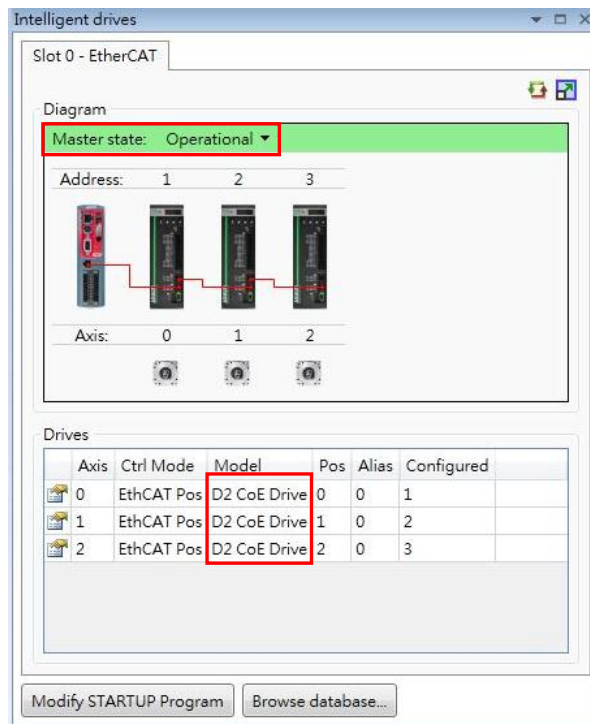 Intelligent drives
Slot 0 - EtherCAT
Diagram
Master state: Operational
Address: 1 2 3
Axis: 0 1 2
Drives
Axis Ctrl Mode Model Pos Alias Configured
0 EthCAT Pos D2 CoE Drive 0 0 1
1 EthCAT Pos D2 CoE Drive 1 0 2
2 EthCAT Pos D2 CoE Drive 2 0 3
Modify STARTUP Program Browse database...